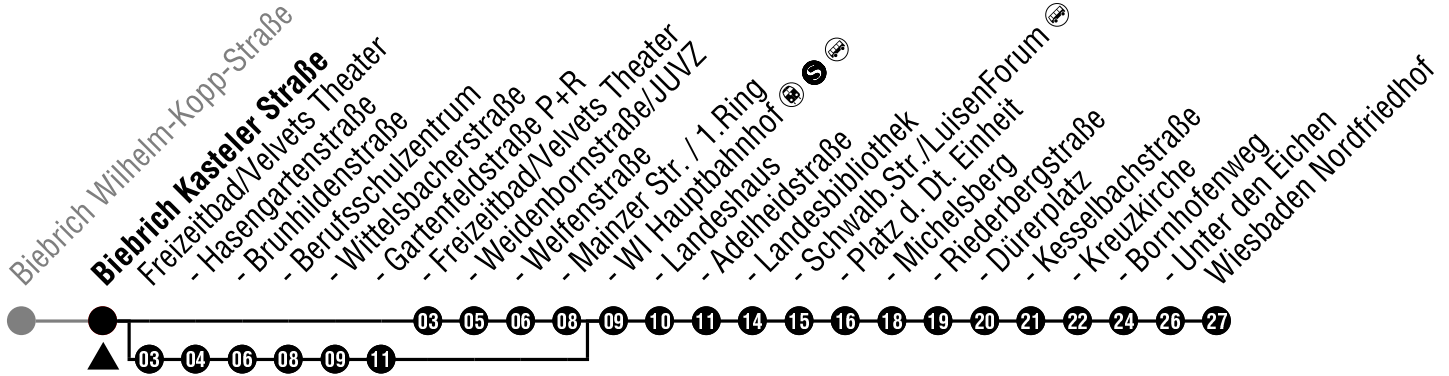 Biebrich Wilhelm-Kopp-Straße
Biebrich Kasteler Straße
Freizeitbad/Velvets Theater
- Hasengartenstraße
- Brunhildenstraße
- Berufsschulzentrum
- Wittelsbacherstraße
- Gartenfeldstraße P+R
- Freizeitbad/Velvets Theater
- Weidenbornstraße/JUVZ
- Welfenstraße
- Mainzer Str. / 1.Ring
- WI Hauptbahnhof S
- Landeshaus
- Adelheidstraße
- Landesbibliothek
- Schwalb.Str./LuisenForum
- Platz d. Dt. Einheit
- Michelsberg
- Riederbergstraße
- Dürerplatz
- Kesselbachstraße
- Kreuzkirche
- Bornhofenweg
- Unter den Eichen
Wiesbaden Nordfriedhof
03 05 06 08 09 10 11 14 15 16 18 19 20 21 22 24 26 27
03 04 06 08 09 11